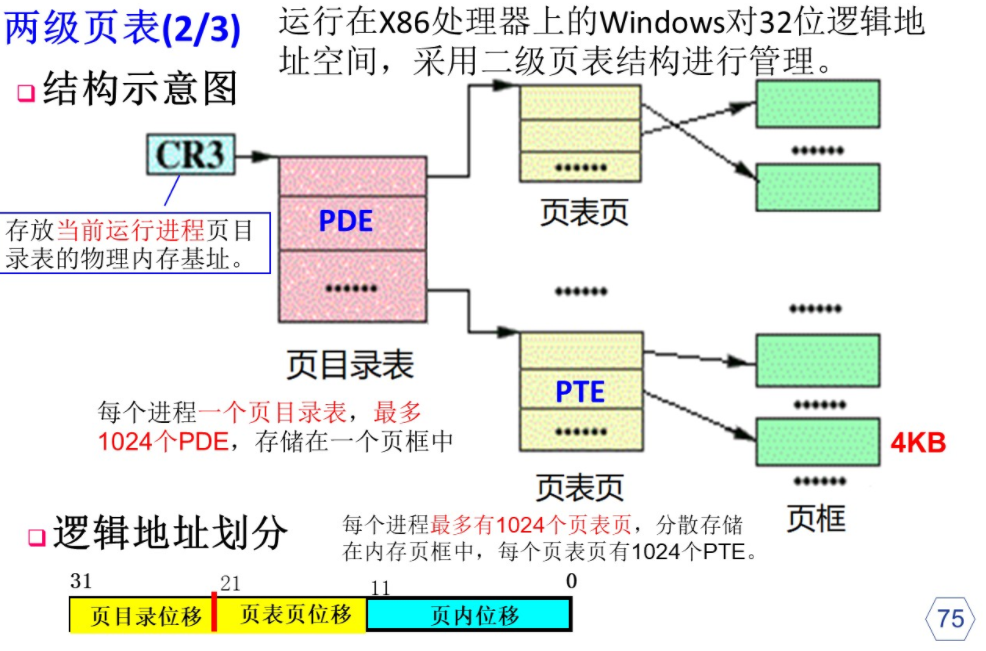 两级页表(2/3)
运行在X86处理器上的Windows对32位逻辑地
址空间，采用二级页表结构进行管理。
结构示意图
CR3
存放当前运行进程页目
录表的物理内存基址。
PDE
••••••
页目录表
每个进程一个页目录表，最多
1024个PDE，存储在一个页框中
••••••
页表页
••••••
PTE
••••••
页表页
••••••
••••••
••••••
4KB
••••••
页框
每个进程最多有1024个页表页，分散存储
在内存页框中，每个页表页有1024个PTE。
逻辑地址划分
31 21 11 0
页目录位移 页表页位移 页内位移
75